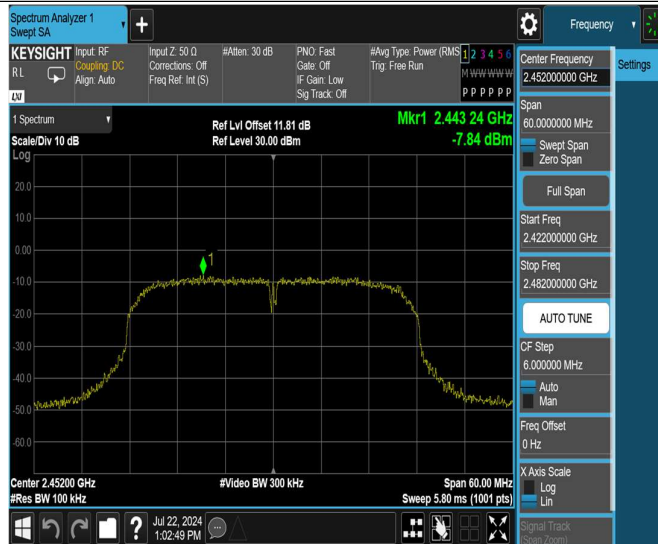 Spectrum Analyzer 1
Swept SA
+
Frequency
KEYSIGHT
RL
LXI
Input: RF
Coupling: DC
Align: Auto
Input Z: 50 Ω
Corrections: Off
Freq Ref: Int (S)
#Atten: 30 dB
PNO: Fast
Gate: Off
IF Gain: Low
Sig Track: Off
#Avg Type: Power (RMS
Trig: Free Run
1 2 3 4 5 6
M W W W W W
P P P P P P
1 Spectrum
Scale/Div 10 dB
Ref Lvl Offset 11.81 dB
Ref Level 30.00 dBm
Mkr1 2.443 24 GHz
-7.84 dBm
Log
20.0
10.0
0.00
-10.0
-20.0
-30.0
-40.0
-50.0
-60.0
1
Center 2.45200 GHz
#Res BW 100 kHz
#Video BW 300 kHz
Span 60.00 MHz
Sweep 5.80 ms (1001 pts)
Jul 22, 2024
1:02:49 PM
?
Center Frequency
2.452000000 GHz
Settings
Span
60.0000000 MHz
Swept Span
Zero Span
Full Span
Start Freq
2.422000000 GHz
Stop Freq
2.482000000 GHz
AUTO TUNE
CF Step
6.000000 MHz
Auto
Man
Freq Offset
0 Hz
X Axis Scale
Log
Lin
Signal Track
(Span Zoom)